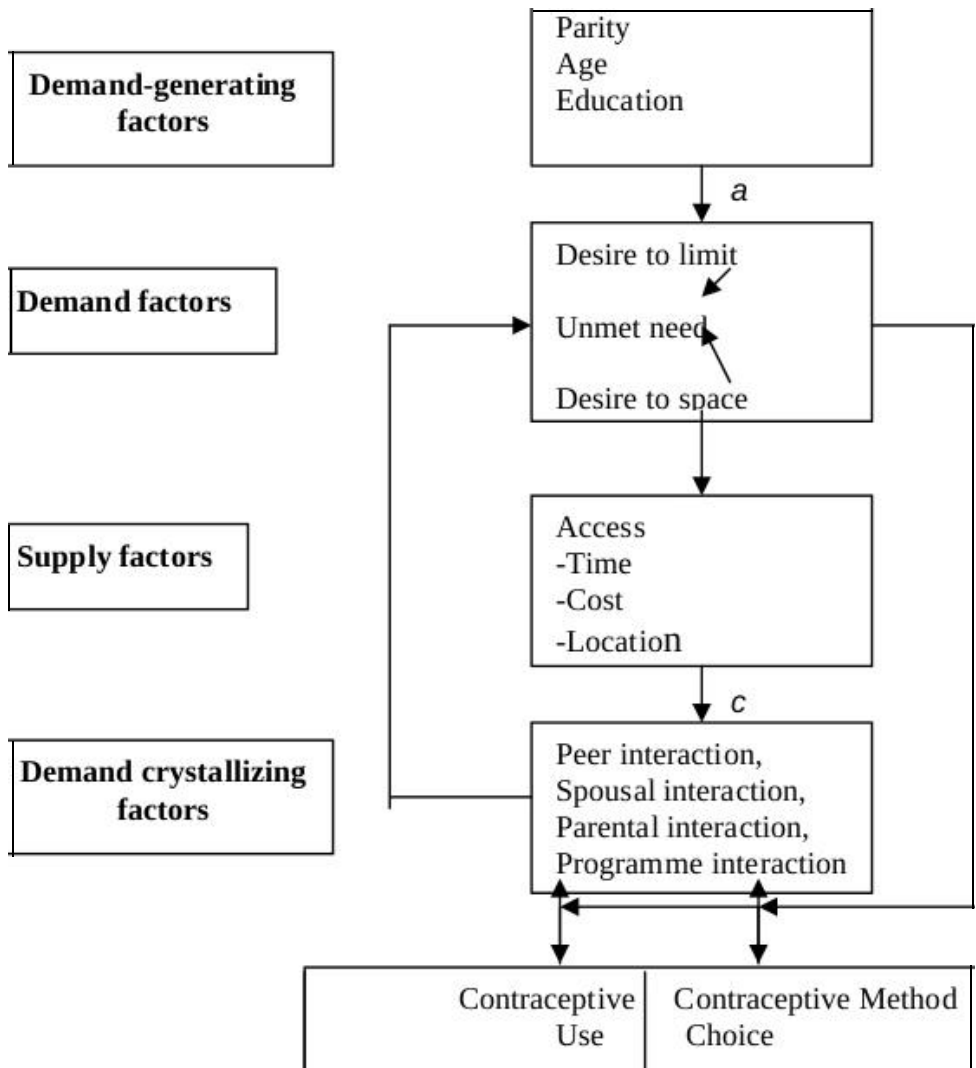 Demand-generating
factors
Parity
Age
Education
a
Demand factors
Desire to limit
Unmet need
Desire to space
Supply factors
Access
-Time
-Cost
-Location
c
Demand crystallizing
factors
Peer interaction,
Spousal interaction,
Parental interaction,
Programme interaction
Contraceptive
Use
Contraceptive Method
Choice